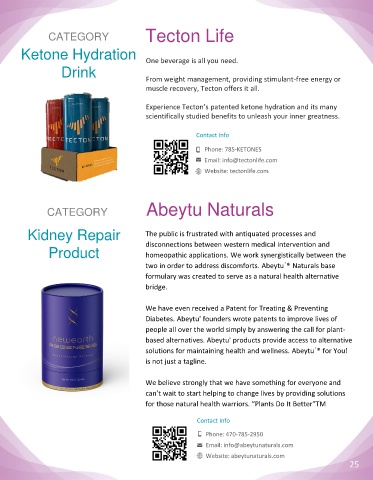 CATEGORY
Tecton Life
Ketone Hydration
Drink
One beverage is all you need.
From weight management, providing stimulant-free energy or
muscle recovery, Tecton offers it all.
Experience Tecton's patented ketone hydration and its many
scientifically studied benefits to unleash your inner greatness.
TECTON
TECTON
Contact Info
Phone: 785-KETONES
Email: info@tectonlife.com
Website: tectonlife.com
CATEGORY
Abeytu Naturals
Kidney Repair
Product
The public is frustrated with antiquated processes and
disconnections between western medical intervention and
homeopathic applications. We work synergistically between the
two in order to address discomforts. Abeytu´® Naturals base
formulary was created to serve as a natural health alternative
bridge.
We have even received a Patent for Treating & Preventing
Diabetes. Abeytu' founders wrote patents to improve lives of
people all over the world simply by answering the call for plant-
based alternatives. Abeytu' products provide access to alternative
solutions for maintaining health and wellness. Abeytu´® for You!
is not just a tagline.
We believe strongly that we have something for everyone and
can't wait to start helping to change lives by providing solutions
for those natural health warriors. "Plants Do It Better"TM
Contact Info
Phone: 470-785-2950
Email: info@abeytunaturals.com
Website: abeytunaturals.com
25